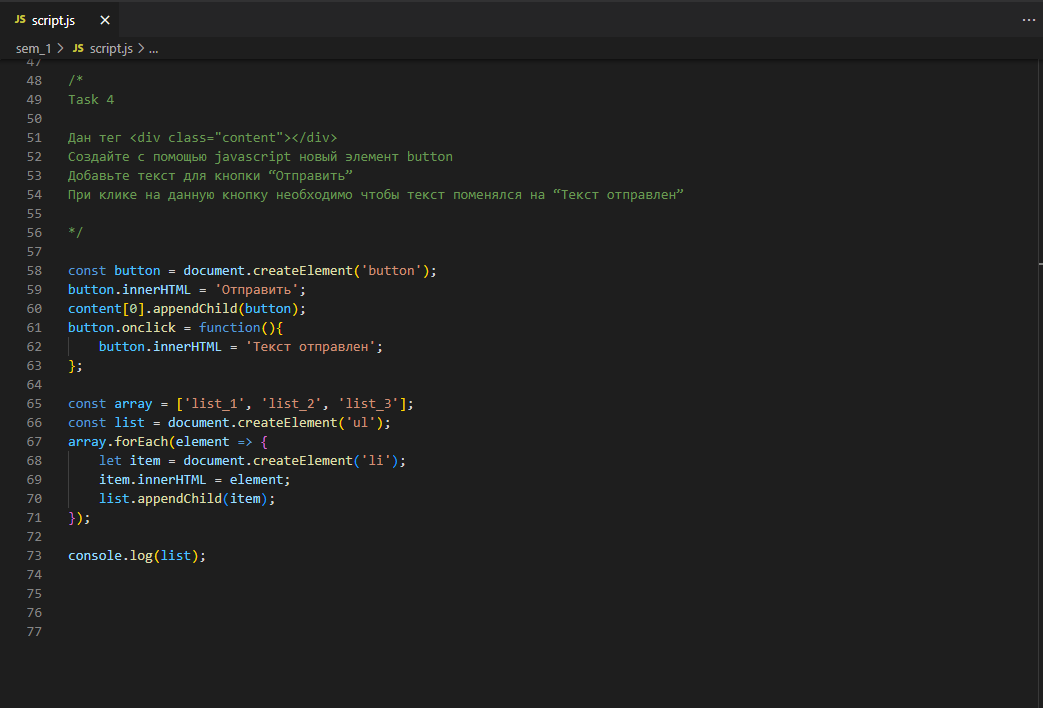 JS script.js ×
...
sem_1 > JS script.js > ...
47
48 /*
49 Task 4
50
51 Дан тег <div class="content"></div>
52 Создайте с помощью javascript новый элемент button
53 Добавьте текст для кнопки “Отправить”
54 При клике на данную кнопку необходимо чтобы текст поменялся на “Текст отправлен”
55
56 */
57
58 const button = document.createElement('button');
59 button.innerHTML = 'Отправить';
60 content[0].appendChild(button);
61 button.onclick = function(){
62     button.innerHTML = 'Текст отправлен';
63 };
64
65 const array = ['list_1', 'list_2', 'list_3'];
66 const list = document.createElement('ul');
67 array.forEach(element => {
68     let item = document.createElement('li');
69     item.innerHTML = element;
70     list.appendChild(item);
71 });
72
73 console.log(list);
74
75
76
77